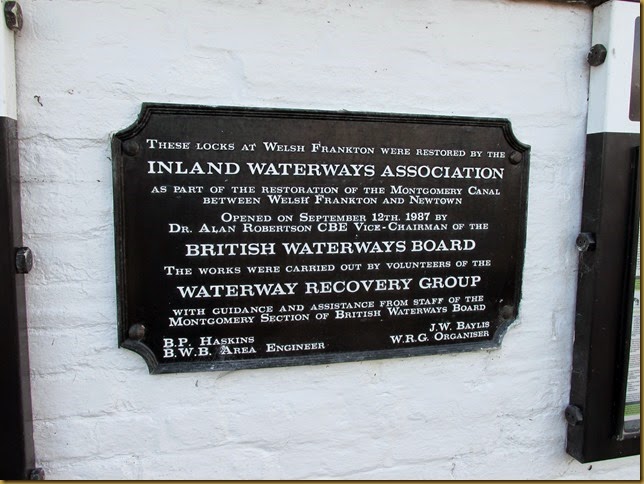 These locks at Welsh Frankton were restored by the
INLAND WATERWAYS ASSOCIATION
as part of the restoration of the Montgomery Canal
between Welsh Frankton and Newtown
Opened on September 12th. 1987 by
Dr. Alan Robertson CBE Vice-Chairman of the
BRITISH WATERWAYS BOARD
The works were carried out by volunteers of the
WATERWAY RECOVERY GROUP
with guidance and assistance from staff of the
Montgomery Section of British Waterways Board
B.P. Haskins J.W. Baylis
B.W.B. Area Engineer W.R.G. Organiser